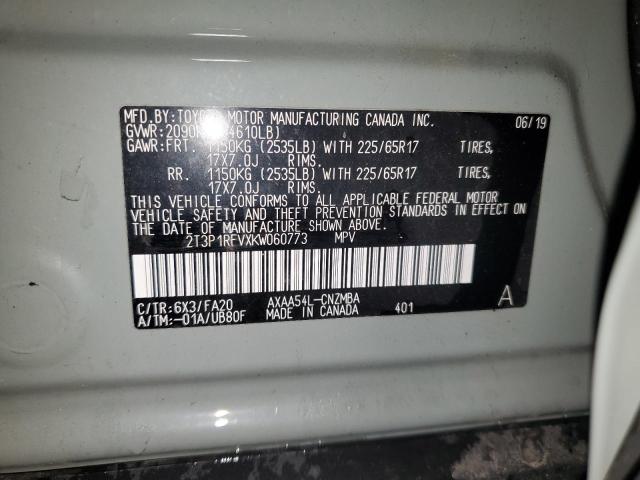 MFD.BY: TOYOTA MOTOR MANUFACTURING CANADA INC. 06/19
GVWR: 2090 4610LB)
GAWR:FRT. 1150KG (2535LB) WITH 225/65R17 TIRES,
17X7.0J RIMS.
RR. 1150KG (2535LB) WITH 225/65R17 TIRES,
17X7.0J RIMS.
THIS VEHICLE CONFORMS TO ALL APPLICABLE FEDERAL MOTOR
VEHICLE SAFETY AND THEFT PREVENTION STANDARDS IN EFFECT ON
THE DATE OF MANUFACTURE SHOWN ABOVE.
2T3P1RFVXKW060773 MPV
C/TR:6X3/FA20 AXAA54L-CNZMBA A
A/TM:-01A/UB80F MADE IN CANADA 401